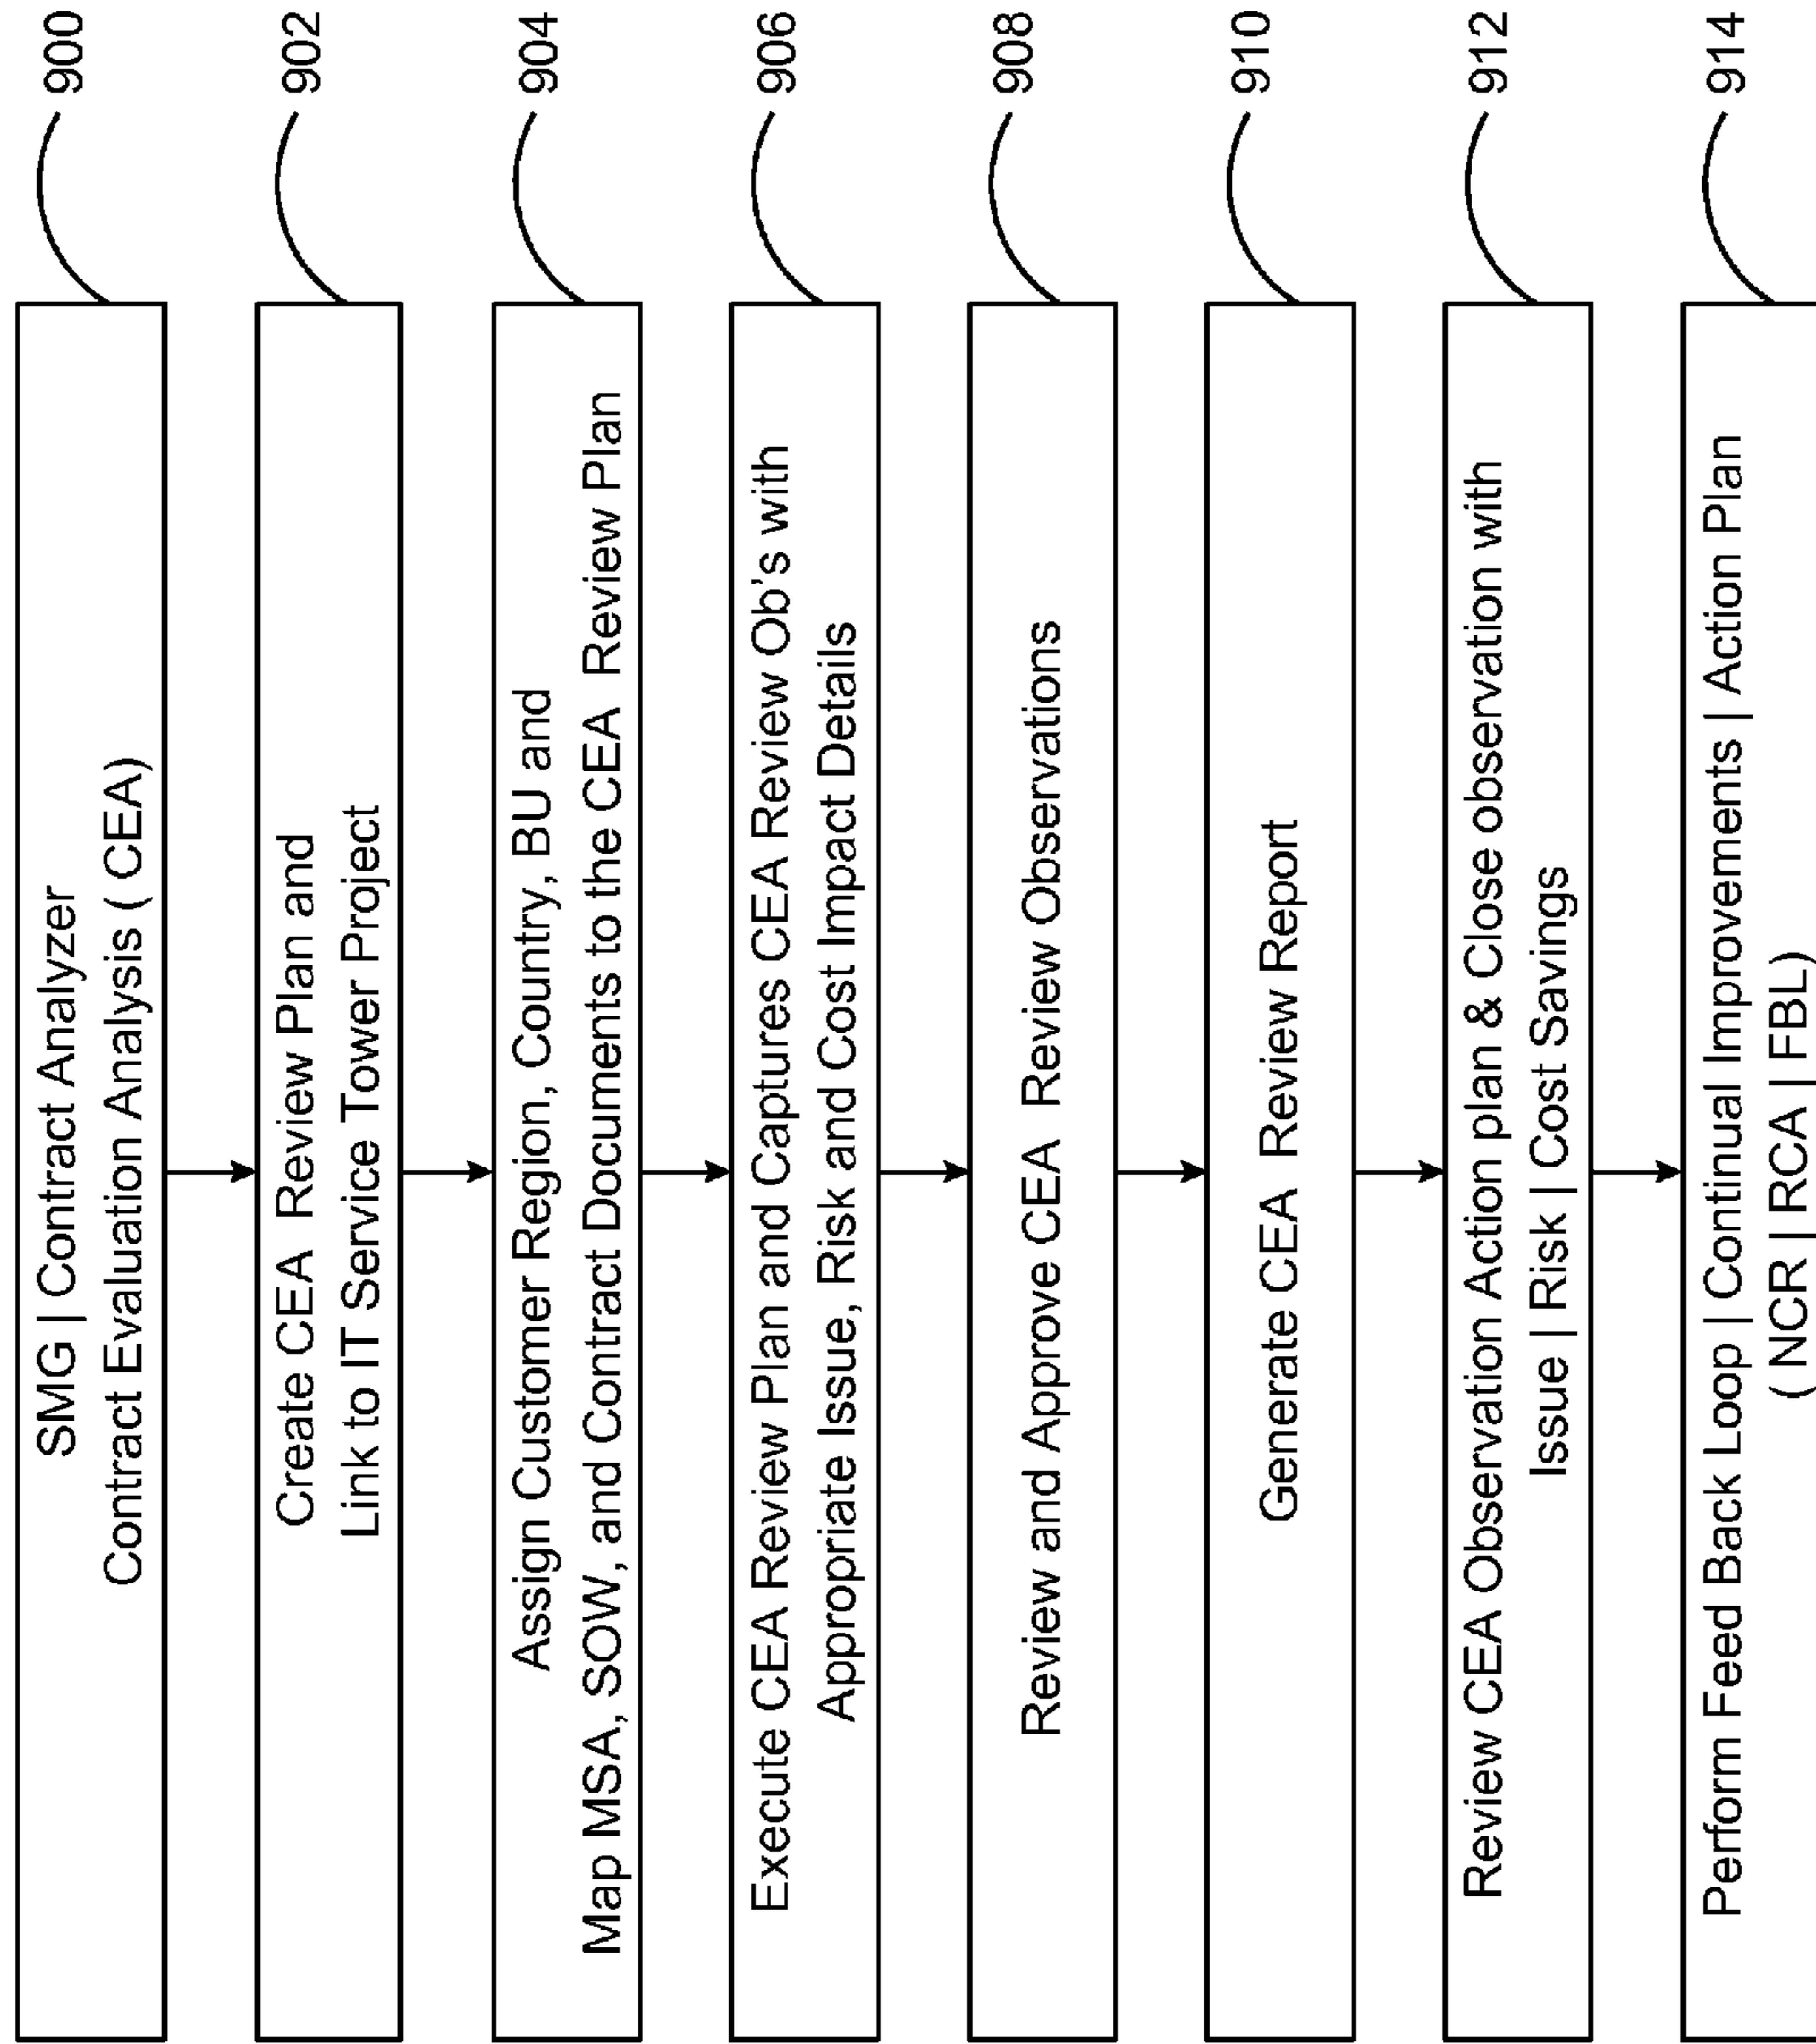 SMG | Contract Analyzer
Contract Evaluation Analysis ( CEA)
900
Create CEA Review Plan and
Link to IT Service Tower Project
902
Assign Customer Region, Country, BU and
Map MSA, SOW, and Contract Documents to the CEA Review Plan
904
Execute CEA Review Plan and Captures CEA Review Ob's with
Appropriate Issue, Risk and Cost Impact Details
906
Review and Approve CEA Review Observations
908
Generate CEA Review Report
910
Review CEA Observation Action plan & Close observation with
Issue | Risk | Cost Savings
912
Perform Feed Back Loop | Continual Improvements | Action Plan
( NCR | RCA | FBL)
914